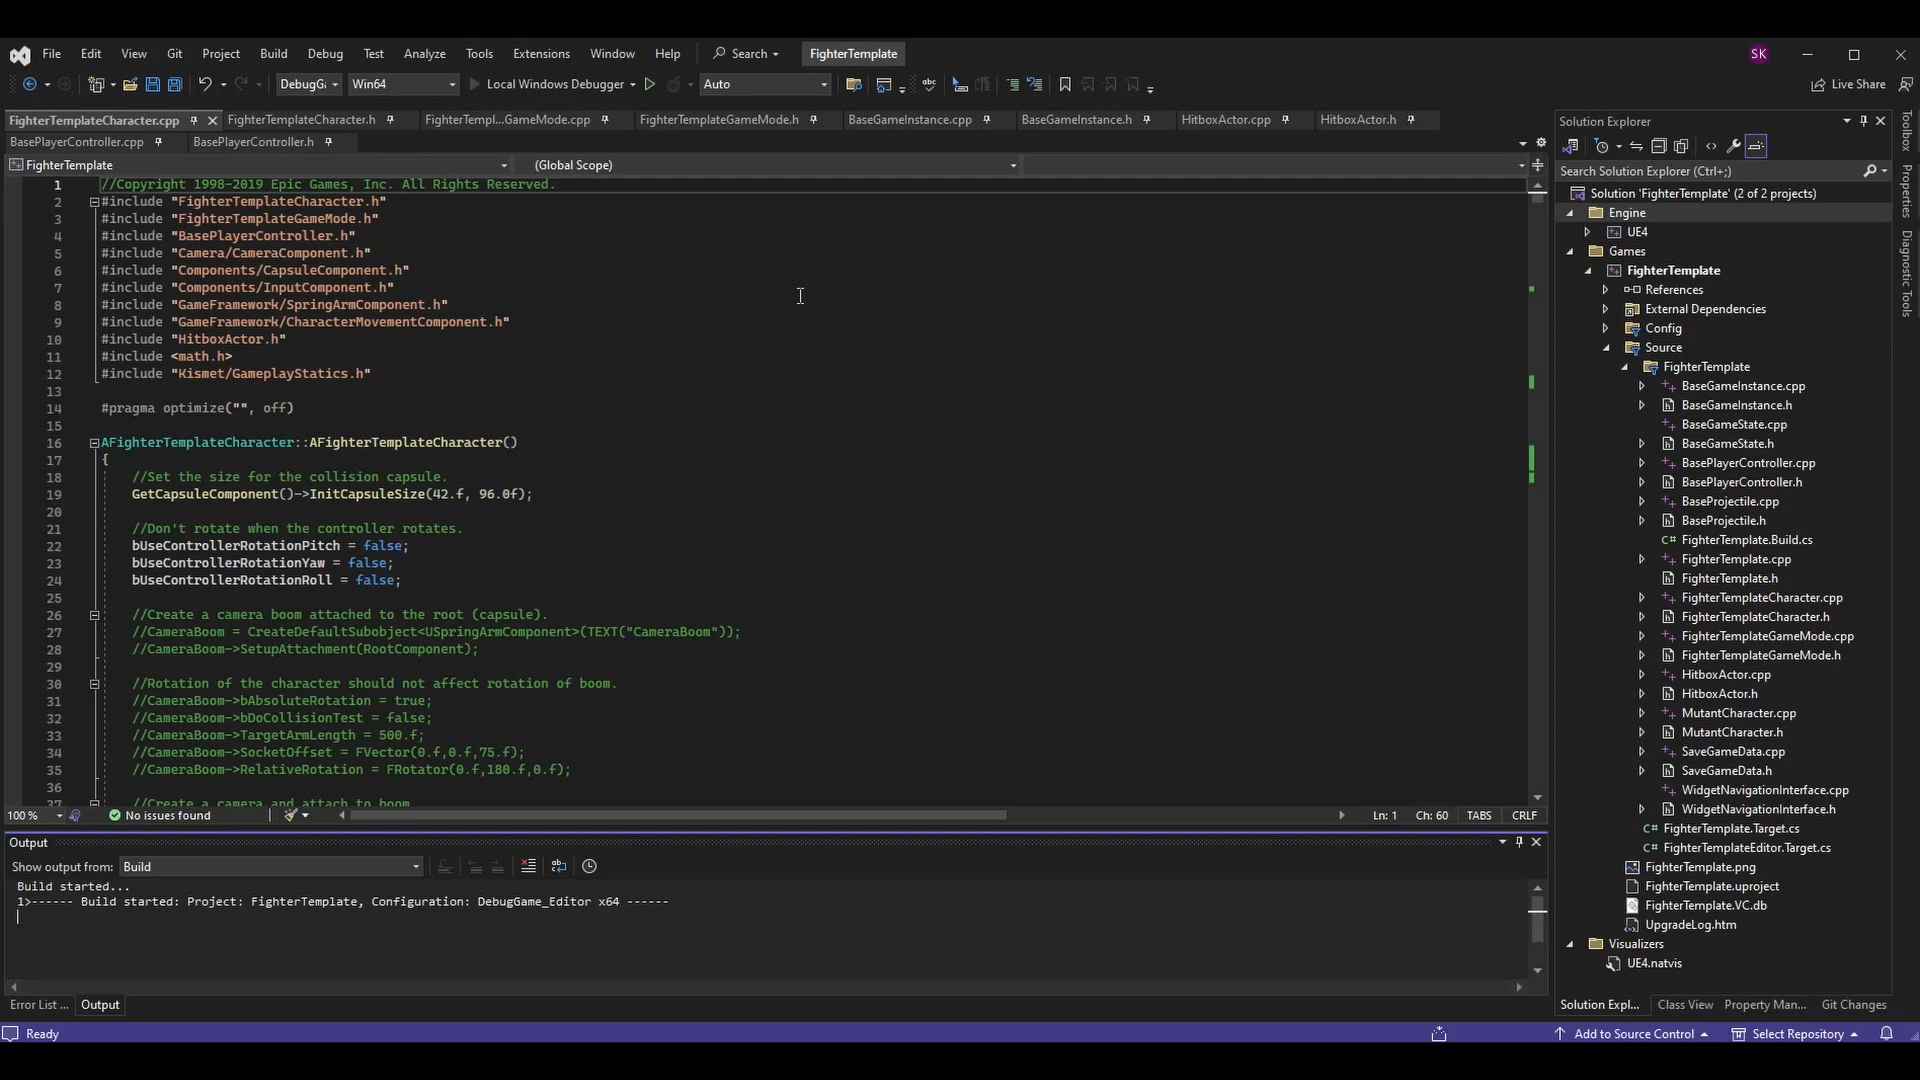 File Edit View Git Project Build Debug Test Analyze Tools Extensions Window Help Search FighterTemplate SK
Win64 Local Windows Debugger Auto Live Share
FighterTemplateCharacter.cpp FighterTemplateCharacter.h FighterTempl...GameMode.cpp FighterTemplateGameMode.h BaseGameInstance.cpp BaseGameInstance.h HitboxActor.cpp HitboxActor.h
BasePlayerController.cpp BasePlayerController.h
FighterTemplate (Global Scope)
1 //Copyright 1998-2019 Epic Games, Inc. All Rights Reserved.
2 #include "FighterTemplateCharacter.h"
3 #include "FighterTemplateGameMode.h"
4 #include "BasePlayerController.h"
5 #include "Camera/CameraComponent.h"
6 #include "Components/CapsuleComponent.h"
7 #include "Components/InputComponent.h"
8 #include "GameFramework/SpringArmComponent.h"
9 #include "GameFramework/CharacterMovementComponent.h"
10 #include "HitboxActor.h"
11 #include <math.h>
12 #include "Kismet/GameplayStatics.h"
13
14 #pragma optimize("", off)
15
16 AFighterTemplateCharacter::AFighterTemplateCharacter()
17 {
18 //Set the size for the collision capsule.
19 GetCapsuleComponent()->InitCapsuleSize(42.f, 96.0f);
20
21 //Don't rotate when the controller rotates.
22 bUseControllerRotationPitch = false;
23 bUseControllerRotationYaw = false;
24 bUseControllerRotationRoll = false;
25
26 //Create a camera boom attached to the root (capsule).
27 //CameraBoom = CreateDefaultSubobject<USpringArmComponent>(TEXT("CameraBoom"));
28 //CameraBoom->SetupAttachment(RootComponent);
29
30 //Rotation of the character should not affect rotation of boom.
31 //CameraBoom->bAbsoluteRotation = true;
32 //CameraBoom->bDoCollisionTest = false;
33 //CameraBoom->TargetArmLength = 500.f;
34 //CameraBoom->SocketOffset = FVector(0.f,0.f,75.f);
35 //CameraBoom->RelativeRotation = FRotator(0.f,180.f,0.f);
36
37 //Create a camera and attach to boom
100 % No issues found Ln: 1 Ch: 60 TABS CRLF
Output
Show output from: Build
Build started...
1>------ Build started: Project: FighterTemplate, Configuration: DebugGame_Editor x64 ------
Error List ... Output
Ready Add to Source Control Select Repository
Solution Explorer
Search Solution Explorer (Ctrl+;)
Solution 'FighterTemplate' (2 of 2 projects)
Engine
UE4
Games
FighterTemplate
References
External Dependencies
Config
Source
FighterTemplate
BaseGameInstance.cpp
BaseGameInstance.h
BaseGameState.cpp
BaseGameState.h
BasePlayerController.cpp
BasePlayerController.h
BaseProjectile.cpp
BaseProjectile.h
C# FighterTemplate.Build.cs
FighterTemplate.cpp
FighterTemplate.h
FighterTemplateCharacter.cpp
FighterTemplateCharacter.h
FighterTemplateGameMode.cpp
FighterTemplateGameMode.h
HitboxActor.cpp
HitboxActor.h
MutantCharacter.cpp
MutantCharacter.h
SaveGameData.cpp
SaveGameData.h
WidgetNavigationInterface.cpp
WidgetNavigationInterface.h
C# FighterTemplate.Target.cs
C# FighterTemplateEditor.Target.cs
FighterTemplate.png
FighterTemplate.uproject
FighterTemplate.VC.db
UpgradeLog.htm
Visualizers
UE4.natvis
Solution Expl... Class View Property Man... Git Changes
Toolbox
Properties
Diagnostic Tools